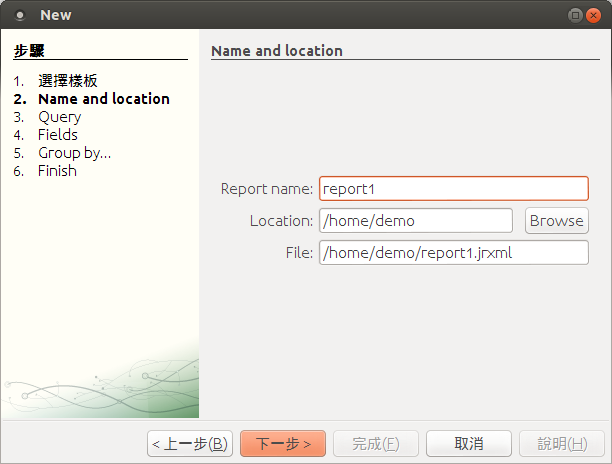 New
步驟
1. 選擇樣板
2. Name and location
3. Query
4. Fields
5. Group by...
6. Finish
Name and location
Report name: report1
Location: /home/demo Browse
File: /home/demo/report1.jrxml
< 上一步(B) 下一步 > 完成(F) 取消 說明(H)